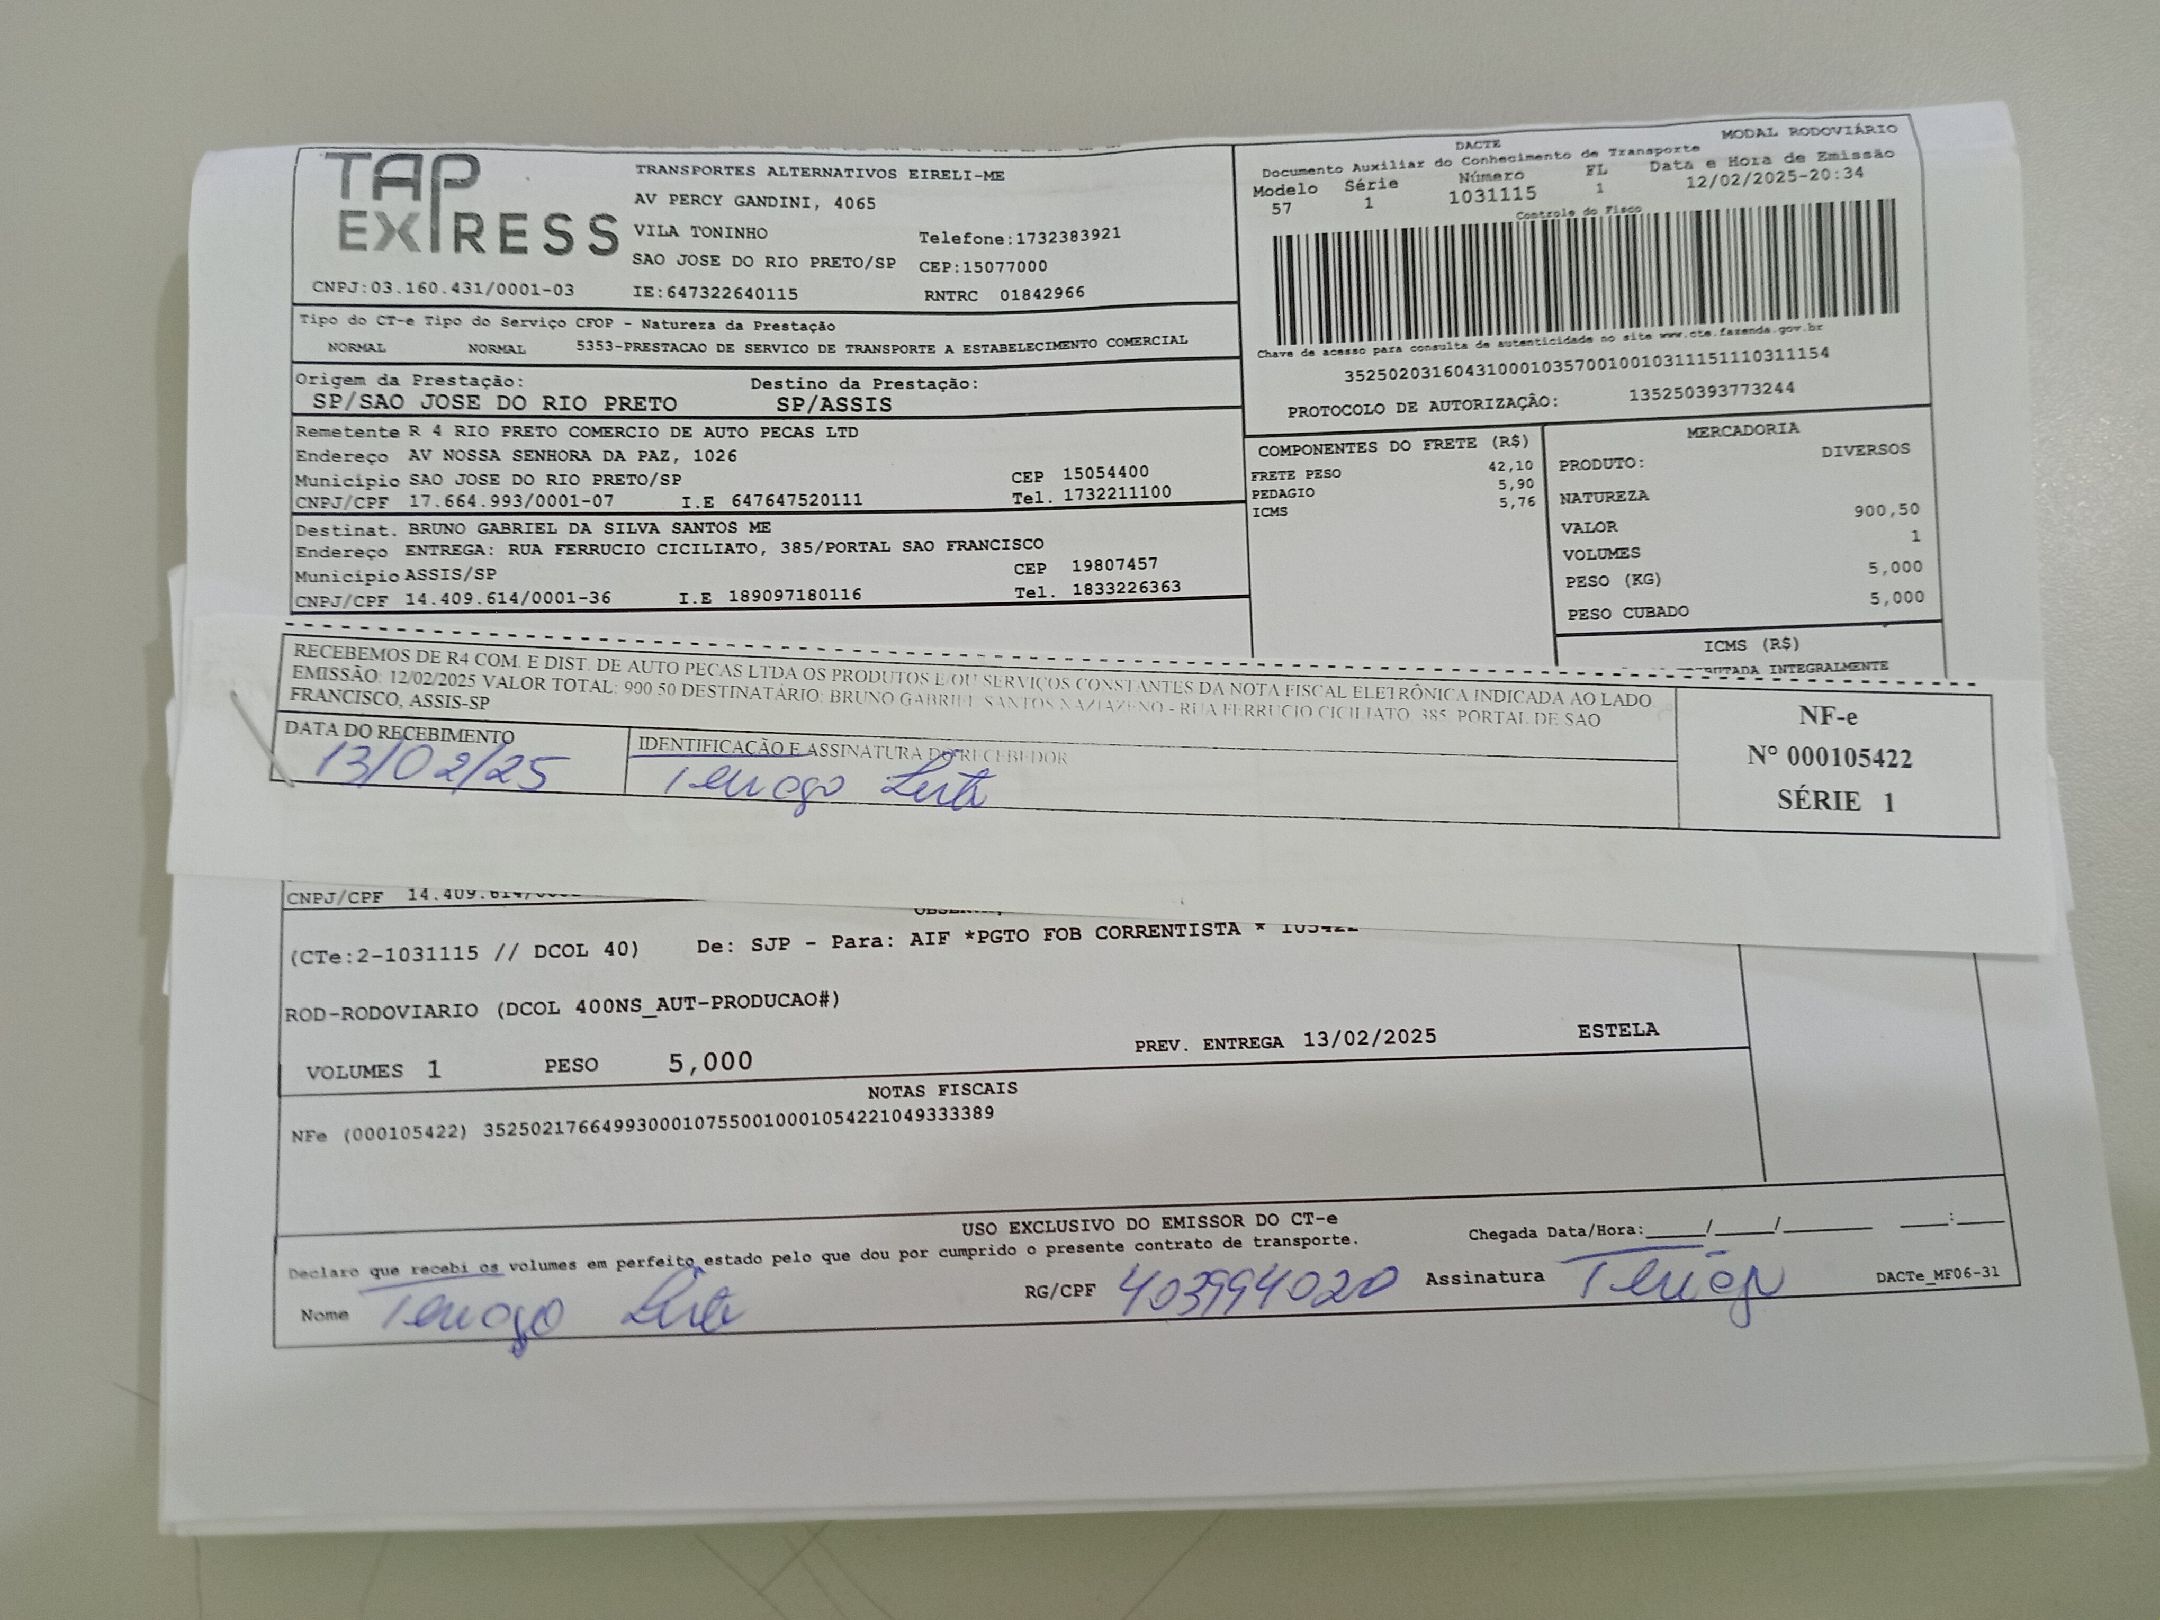 TAP EXPRESS
TRANSPORTES ALTERNATIVOS EIRELI-ME
AV PERCY GANDINI, 4065
VILA TONINHO Telefone:1732383921
SAO JOSE DO RIO PRETO/SP CEP:15077000
CNPJ:03.160.431/0001-03 IE:647322640115 RNTRC 01842966
DACTE MODAL RODOVIÁRIO
Documento Auxiliar do Conhecimento de Transporte
Modelo Série Número FL Data e Hora de Emissão
57 1 1031115 1 12/02/2025-20:34
Controle do Fisco
Chave de acesso para consulta de autenticidade no site www.cte.fazenda.gov.br
35250203160431000103570010010311151110311154
PROTOCOLO DE AUTORIZAÇÃO: 135250393773244
Tipo do CT-e Tipo do Serviço CFOP - Natureza da Prestação
NORMAL NORMAL 5353-PRESTACAO DE SERVICO DE TRANSPORTE A ESTABELECIMENTO COMERCIAL
Origem da Prestação: Destino da Prestação:
SP/SAO JOSE DO RIO PRETO SP/ASSIS
Remetente R 4 RIO PRETO COMERCIO DE AUTO PECAS LTD
Endereço AV NOSSA SENHORA DA PAZ, 1026
Município SAO JOSE DO RIO PRETO/SP CEP 15054400
CNPJ/CPF 17.664.993/0001-07 I.E 647647520111 Tel. 1732211100
Destinat. BRUNO GABRIEL DA SILVA SANTOS ME
Endereço ENTREGA: RUA FERRUCIO CICILIATO, 385/PORTAL SAO FRANCISCO
Município ASSIS/SP CEP 19807457
CNPJ/CPF 14.409.614/0001-36 I.E 189097180116 Tel. 1833226363
COMPONENTES DO FRETE (R$)
FRETE PESO 42,10
PEDAGIO 5,90
ICMS 5,76
MERCADORIA
PRODUTO: DIVERSOS
NATUREZA
VALOR 900,50
VOLUMES 1
PESO (KG) 5,000
PESO CUBADO 5,000
ICMS (R$)
INTEGRALMENTE
RECEBEMOS DE R4 COM. E DIST. DE AUTO PECAS LTDA OS PRODUTOS E/OU SERVIÇOS CONSTANTES DA NOTA FISCAL ELETRÔNICA INDICADA AO LADO
EMISSÃO: 12/02/2025 VALOR TOTAL: 900.50 DESTINATÁRIO: BRUNO GABRIEL SANTOS NAZIAZENO - RUA FERRUCIO CICILIATO, 385, PORTAL DE SAO
FRANCISCO, ASSIS-SP
DATA DO RECEBIMENTO IDENTIFICAÇÃO E ASSINATURA DO RECEBEDOR
13/02/25
NF-e
N° 000105422
SÉRIE 1
CNPJ/CPF
(CTe:2-1031115 // DCOL 40) De: SJP - Para: AIF *PGTO FOB CORRENTISTA * 105422
ROD-RODOVIARIO (DCOL 400NS_AUT-PRODUCAO#)
VOLUMES 1 PESO 5,000 PREV. ENTREGA 13/02/2025 ESTELA
NOTAS FISCAIS
NFe (000105422) 35250217664993000107550010001054221049333389
USO EXCLUSIVO DO EMISSOR DO CT-e
Declaro que recebi os volumes em perfeito estado pelo que dou por cumprido o presente contrato de transporte. Chegada Data/Hora:____/____/______ ___:___
Nome RG/CPF 403994020 Assinatura DACTe_MF06-31